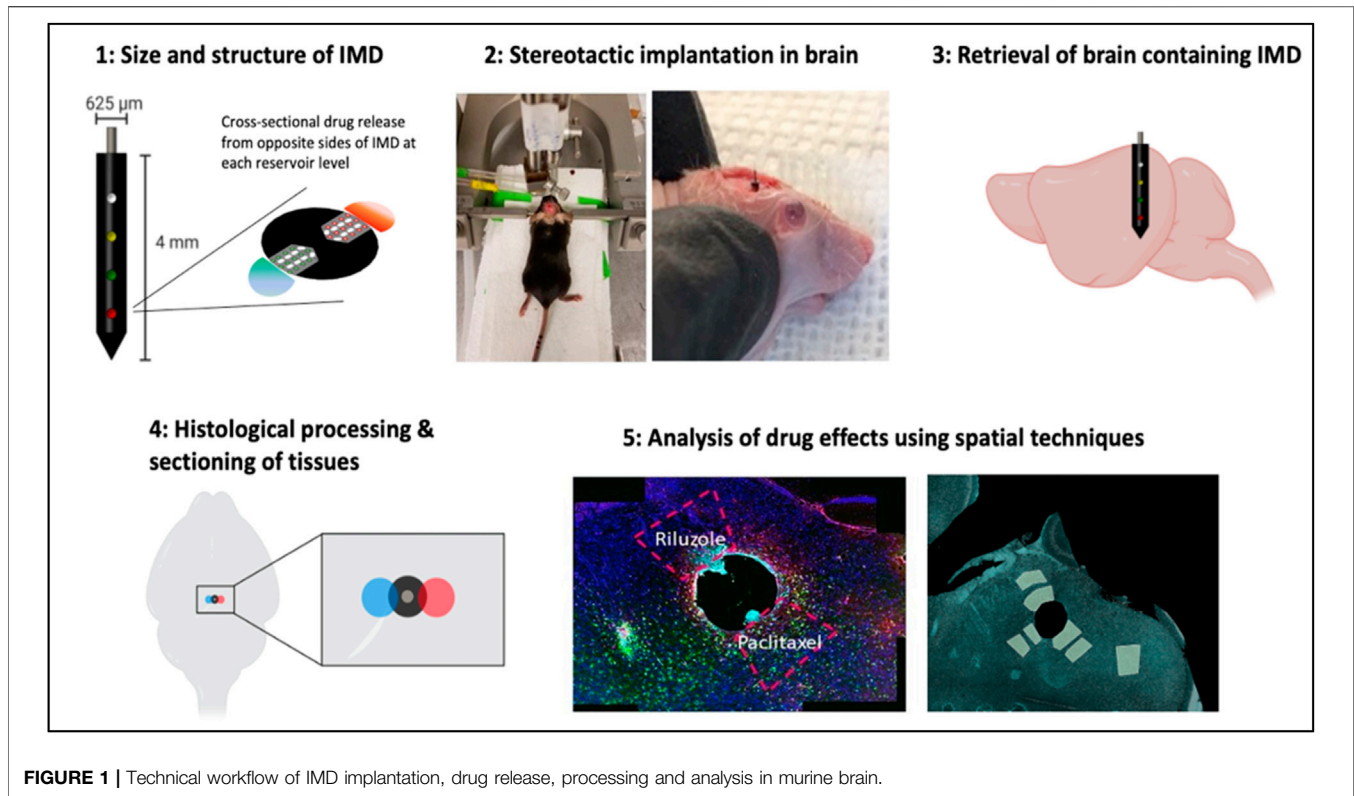 1: Size and structure of IMD
625 µm
4 mm
Cross-sectional drug release
from opposite sides of IMD at
each reservoir level
2: Stereotactic implantation in brain
3: Retrieval of brain containing IMD
4: Histological processing &
sectioning of tissues
5: Analysis of drug effects using spatial techniques
Riluzole
Paclitaxel
FIGURE 1 | Technical workflow of IMD implantation, drug release, processing and analysis in murine brain.